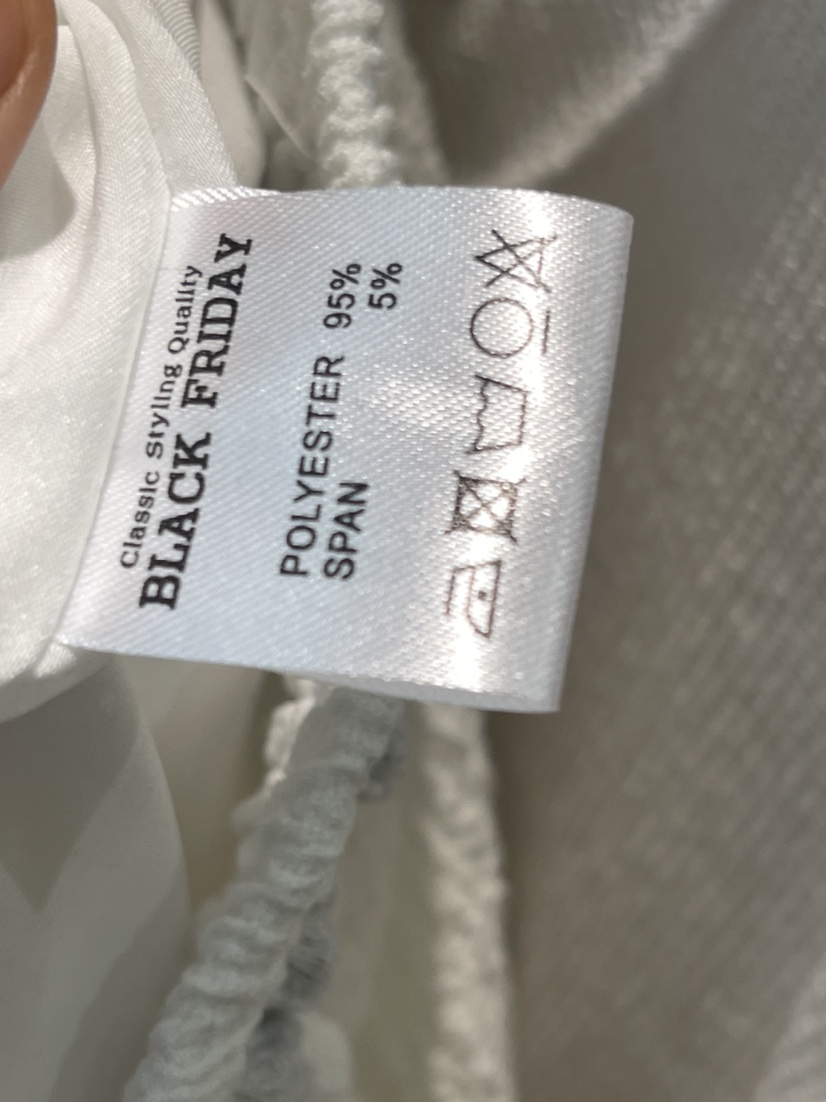 Classic Styling Quality
BLACK FRIDAY
POLYESTER 95%
SPAN 5%